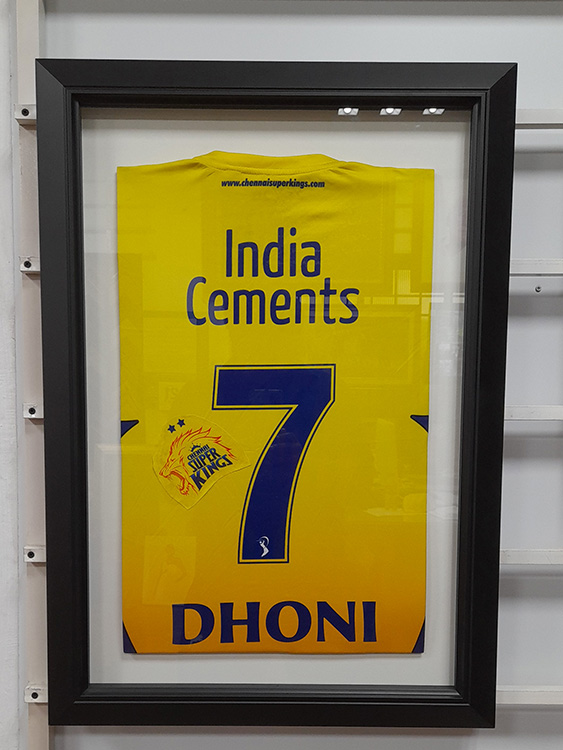 www.chennaisuperkings.com
India
Cements
7
CHENNAI
SUPER
KINGS
DHONI